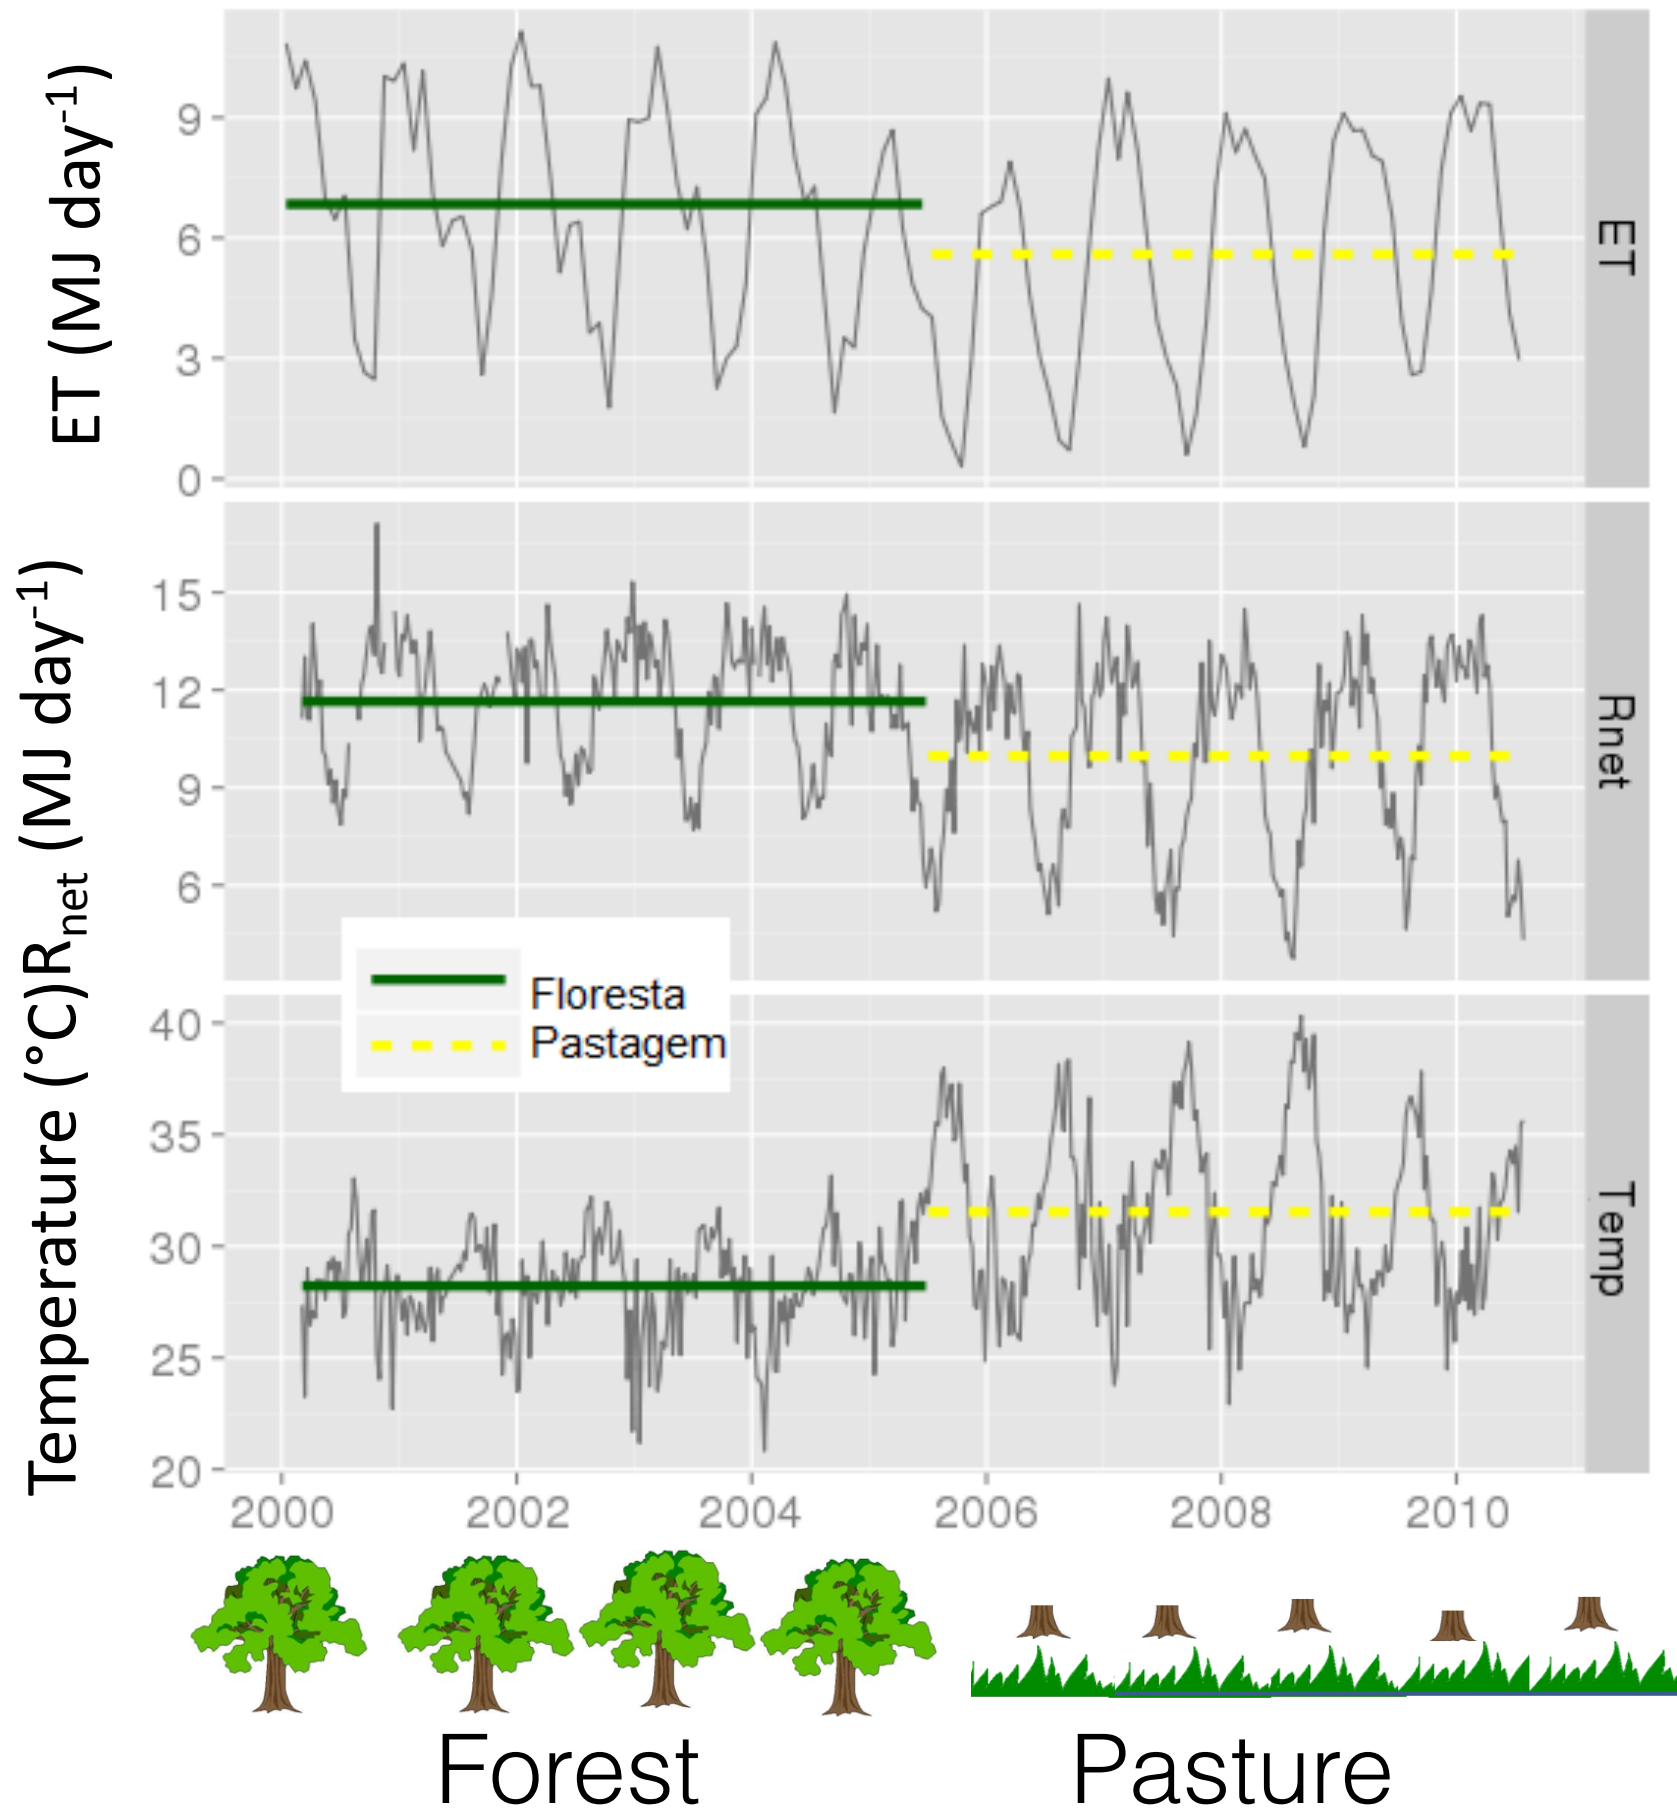 ET (MJ day-1)
9
6
3
0
ET
Rnet (MJ day-1)
15
12
9
6
Rnet
Floresta
Pastagem
Temperature (°C)
40
35
30
25
20
Temp
2000 2002 2004 2006 2008 2010
Forest Pasture